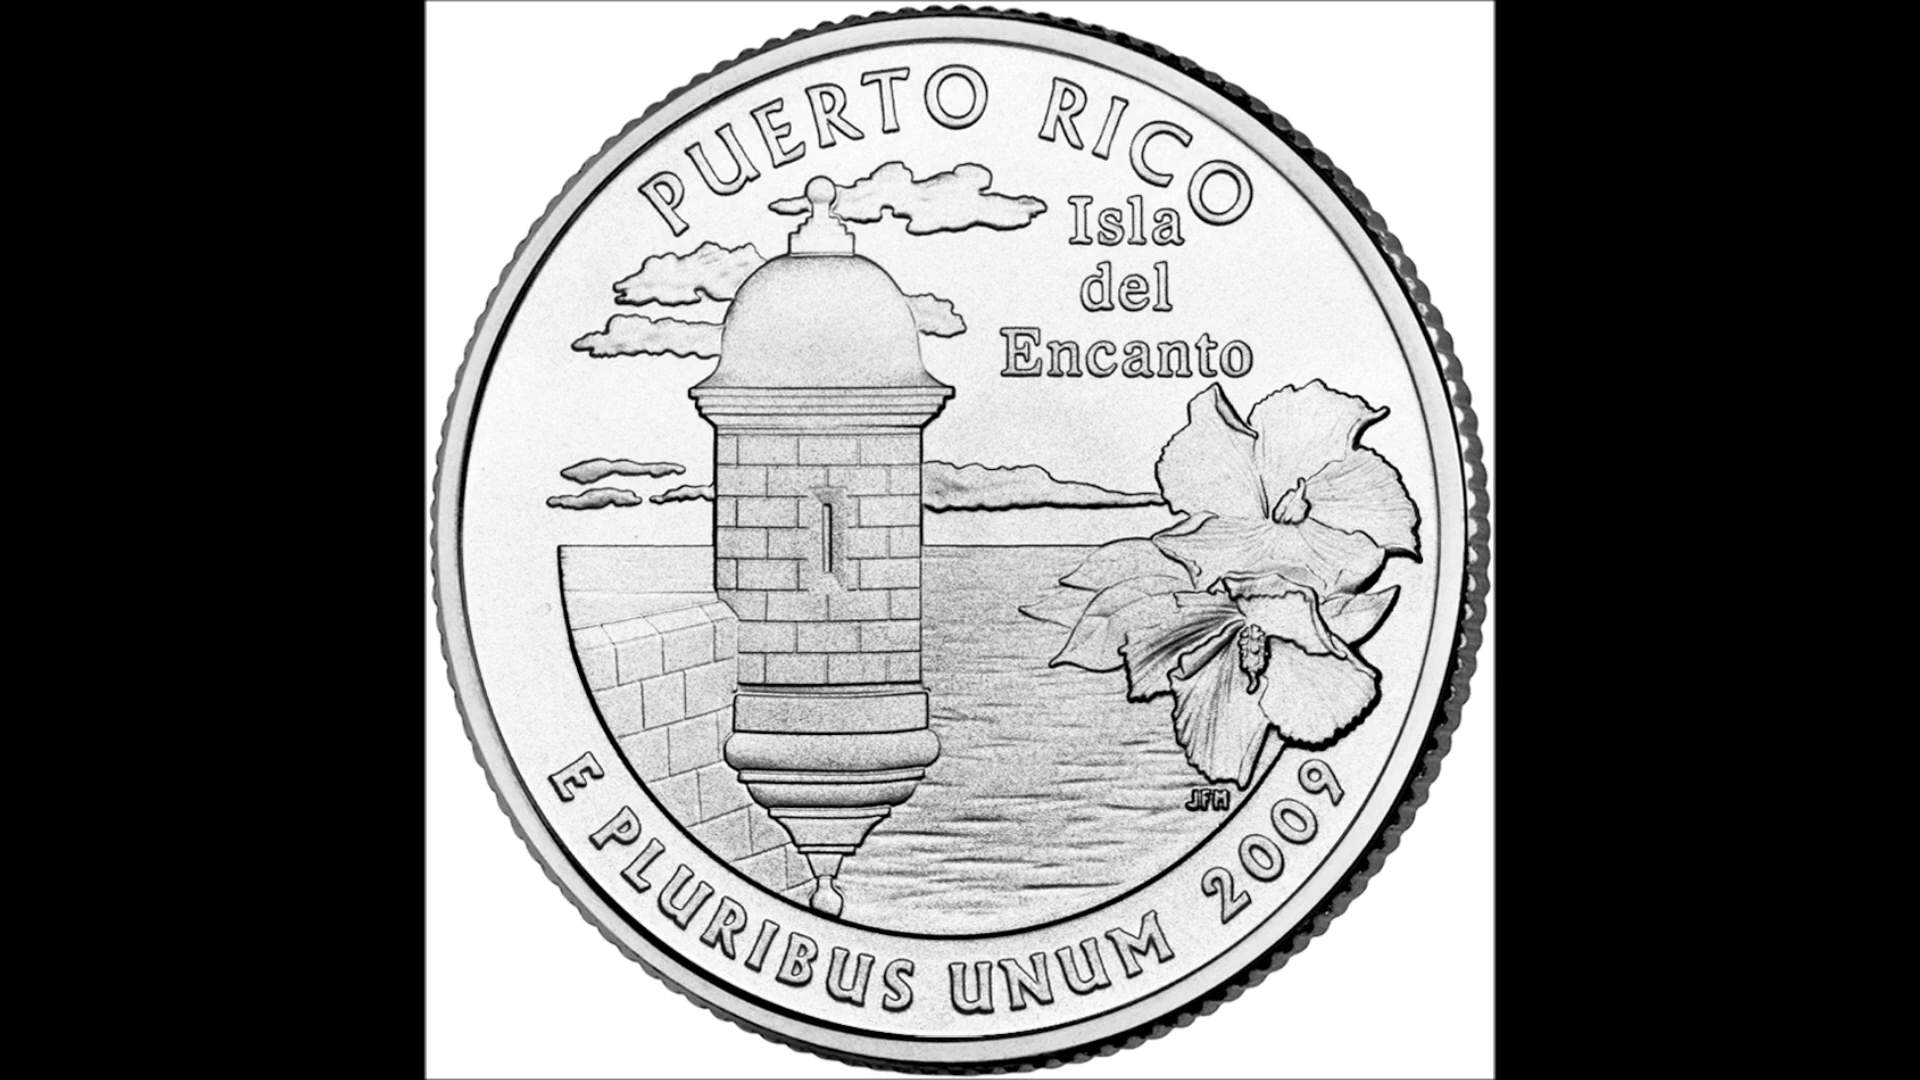 PUERTO RICO
Isla
del
Encanto
JFM
E PLURIBUS UNUM 2009